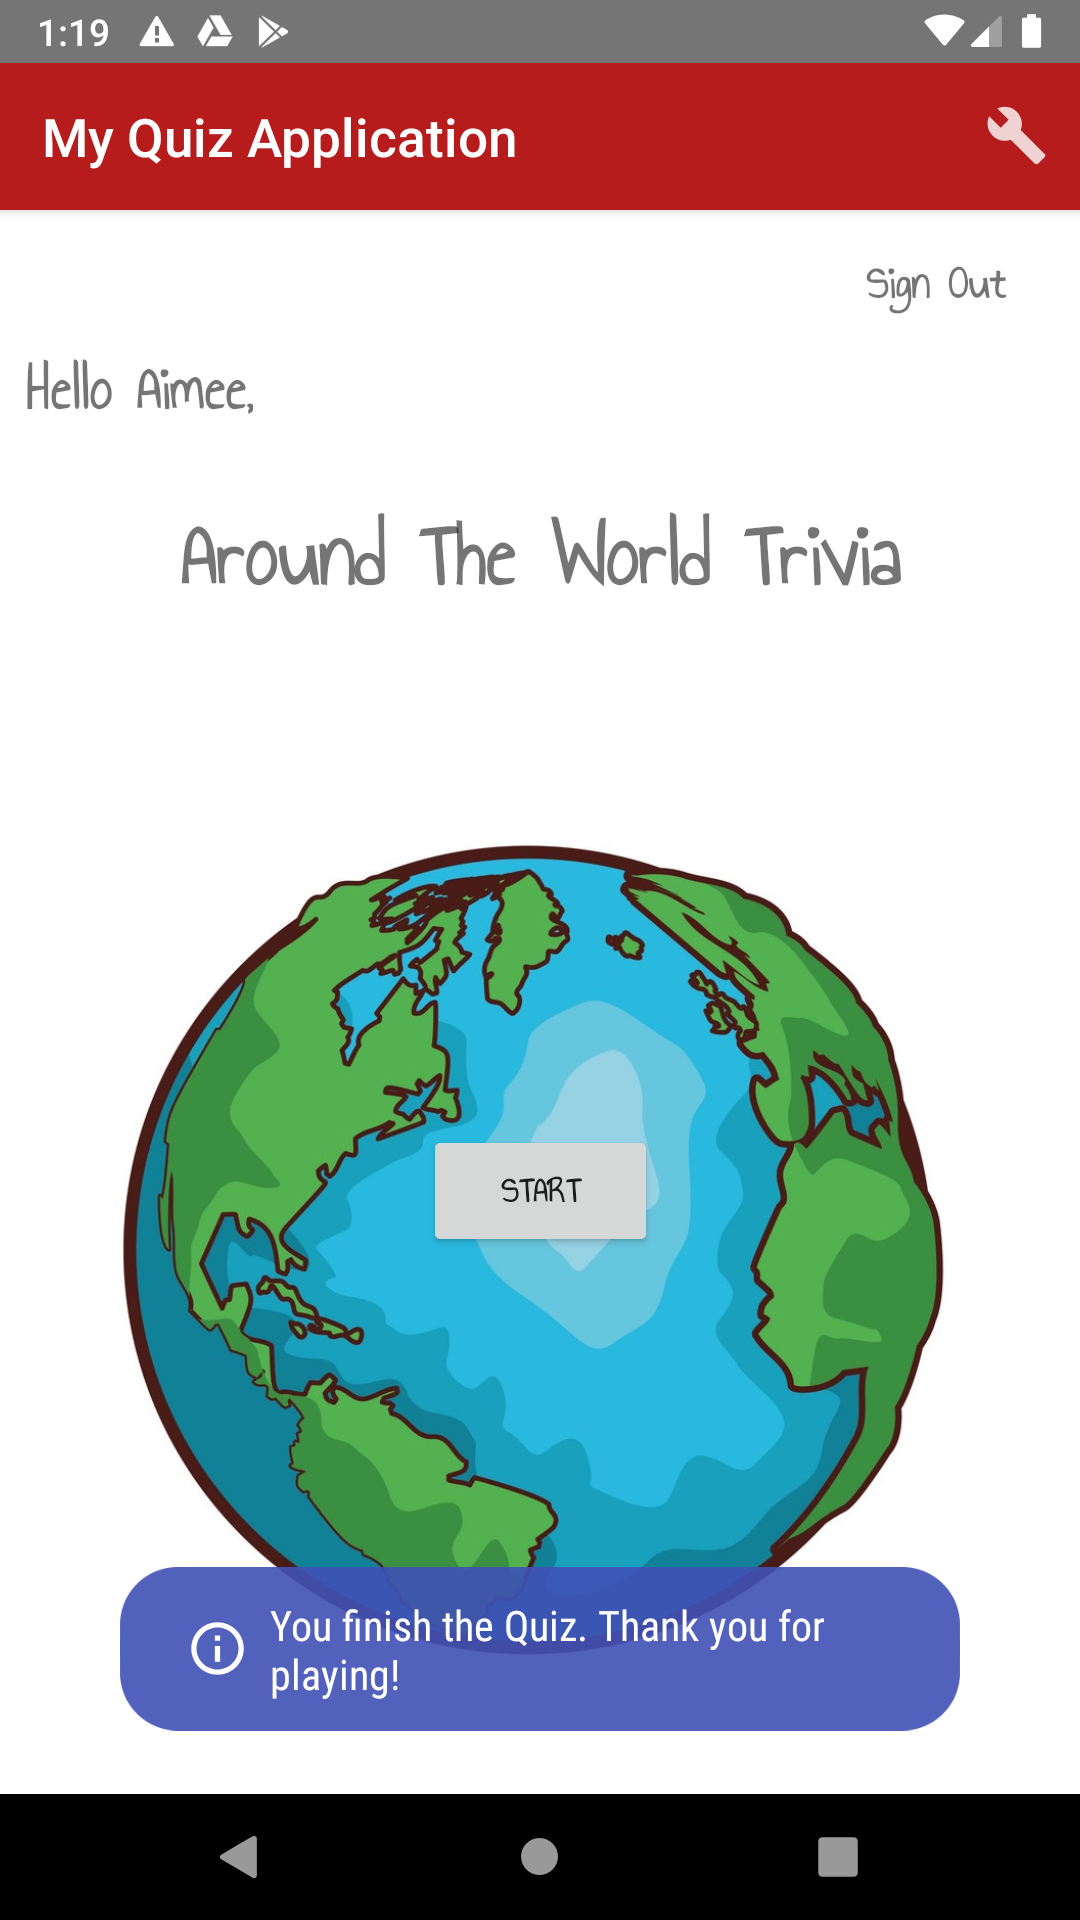 1:19
My Quiz Application
Sign Out
Hello Aimee,
Around The World Trivia
START
You finish the Quiz. Thank you for
playing!